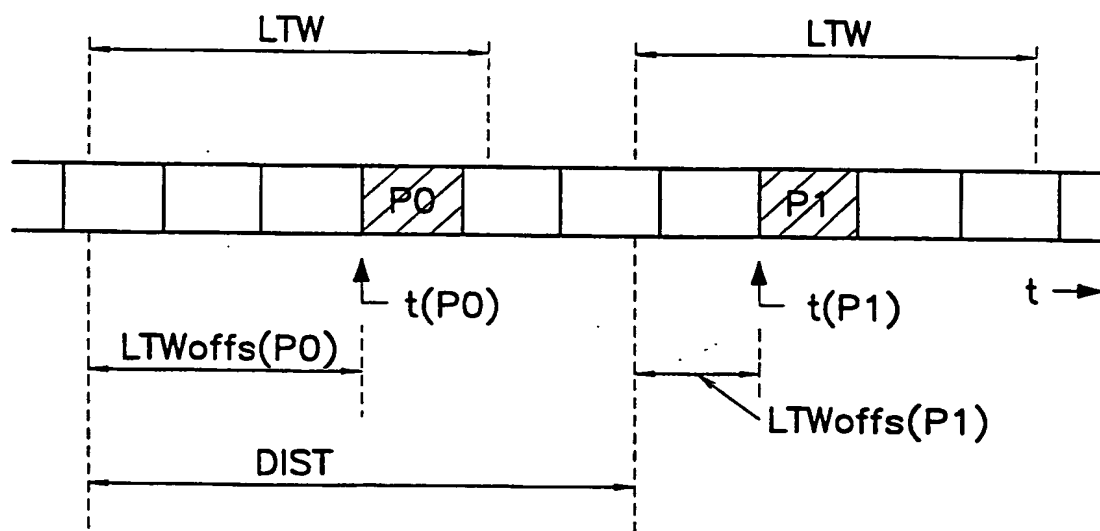 LTW
LTW
P0
P1
t(P0)
t(P1)
t
LTWoffs(P0)
LTWoffs(P1)
DIST